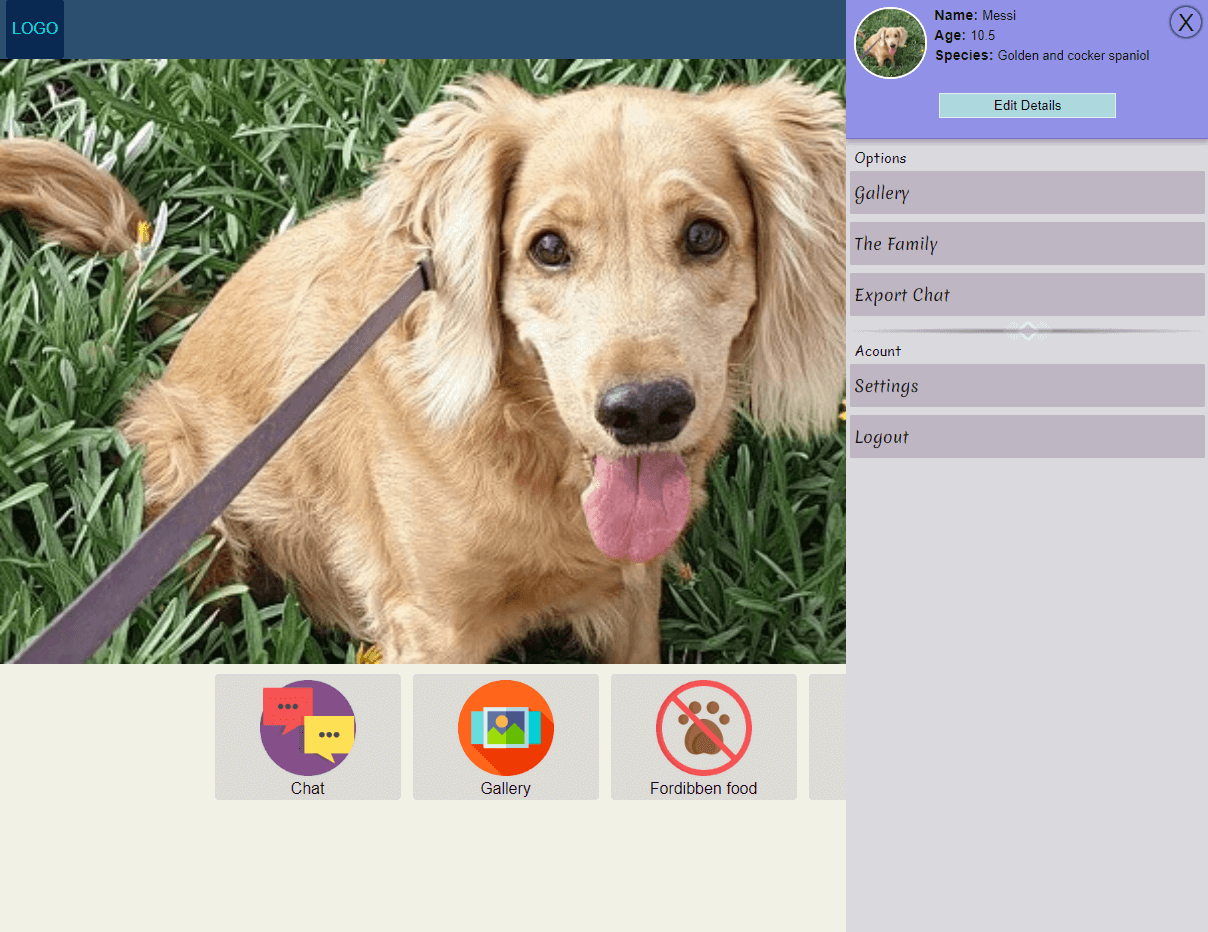 LOGO
Name: Messi
Age: 10.5
Species: Golden and cocker spaniol
X
Edit Details
Options
Gallery
The Family
Export Chat
Acount
Settings
Logout
Chat
Gallery
Fordibben food